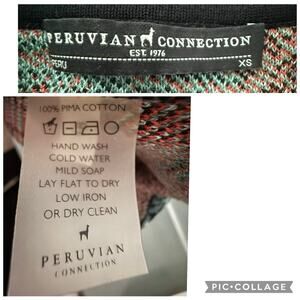 PERUVIAN CONNECTION
EST. 1976
PERU XS
100% PIMA COTTON
HAND WASH
COLD WATER
MILD SOAP
LAY FLAT TO DRY
LOW IRON
OR DRY CLEAN
PERUVIAN
CONNECTION
PIC•COLLAGE